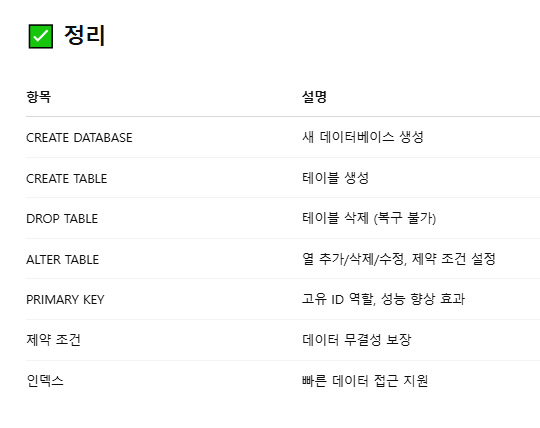 ✅ 정리
항목 설명
CREATE DATABASE 새 데이터베이스 생성
CREATE TABLE 테이블 생성
DROP TABLE 테이블 삭제 (복구 불가)
ALTER TABLE 열 추가/삭제/수정, 제약 조건 설정
PRIMARY KEY 고유 ID 역할, 성능 향상 효과
제약 조건 데이터 무결성 보장
인덱스 빠른 데이터 접근 지원